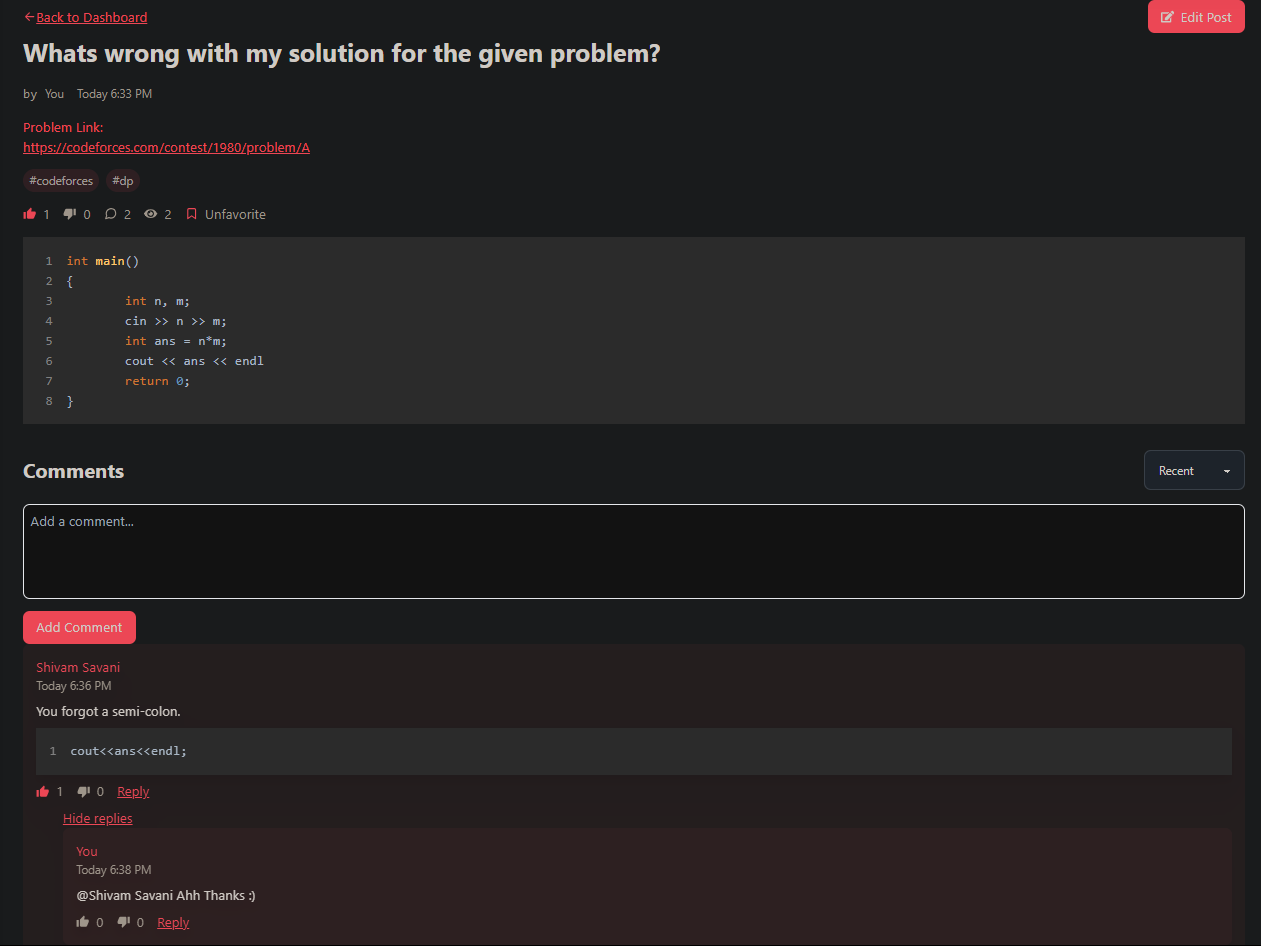 ←Back to Dashboard
Edit Post
Whats wrong with my solution for the given problem?
by You Today 6:33 PM
Problem Link:
https://codeforces.com/contest/1980/problem/A
#codeforces #dp
1 0 2 2 Unfavorite
1 int main()
2 {
3 int n, m;
4 cin >> n >> m;
5 int ans = n*m;
6 cout << ans << endl
7 return 0;
8 }
Comments
Recent
Add a comment...
Add Comment
Shivam Savani
Today 6:36 PM
You forgot a semi-colon.
1 cout<<ans<<endl;
1 0 Reply
Hide replies
You
Today 6:38 PM
@Shivam Savani Ahh Thanks :)
0 0 Reply